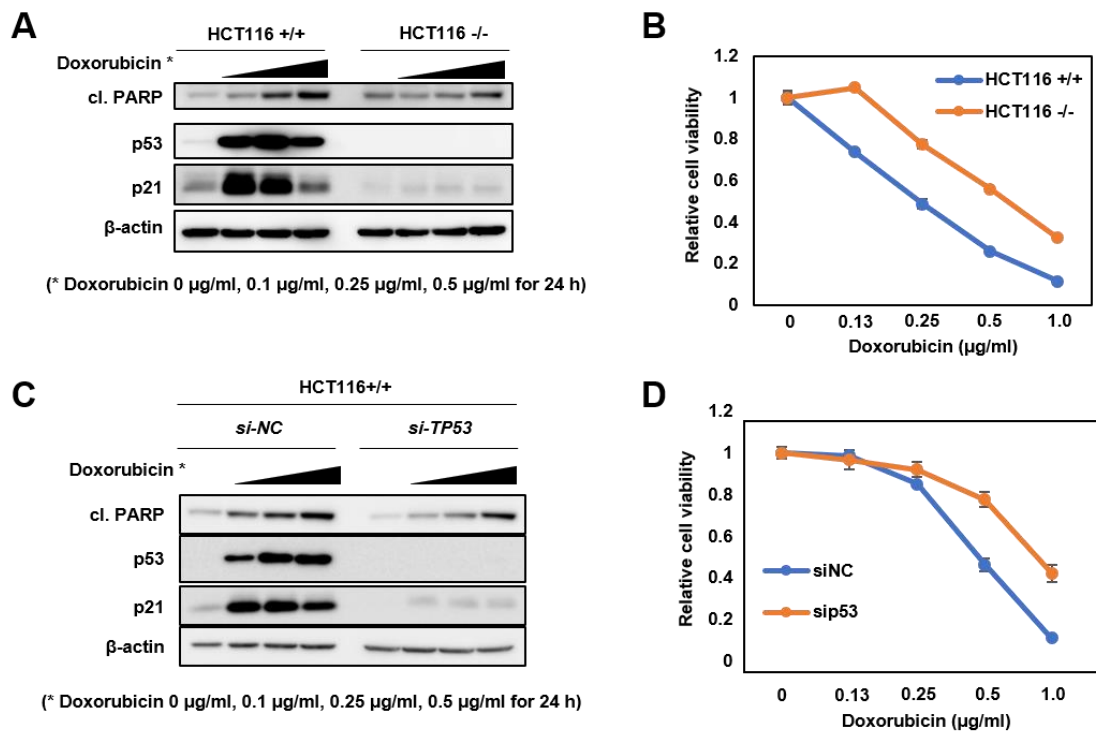 A
HCT116 +/+ HCT116 -/-
Doxorubicin *
cl. PARP
p53
p21
β-actin
(* Doxorubicin 0 μg/ml, 0.1 μg/ml, 0.25 μg/ml, 0.5 μg/ml for 24 h)
B
Relative cell viability
1.2
1
0.8
0.6
0.4
0.2
0
HCT116 +/+
HCT116 -/-
0 0.13 0.25 0.5 1.0
Doxorubicin (μg/ml)
C
HCT116+/+
si-NC si-TP53
Doxorubicin *
cl. PARP
p53
p21
β-actin
(* Doxorubicin 0 μg/ml, 0.1 μg/ml, 0.25 μg/ml, 0.5 μg/ml for 24 h)
D
Relative cell viability
1.2
1
0.8
0.6
0.4
0.2
0
siNC
sip53
0 0.13 0.25 0.5 1.0
Doxorubicin (μg/ml)